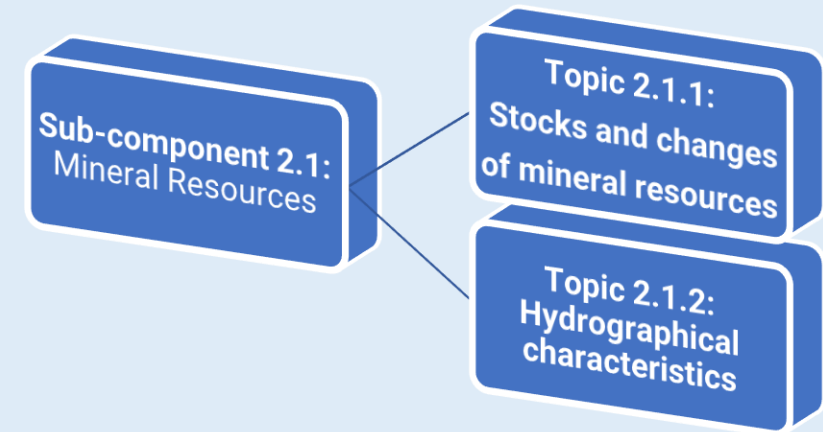 Sub-component 2.1:
Mineral Resources
Topic 2.1.1:
Stocks and changes
of mineral resources
Topic 2.1.2:
Hydrographical
characteristics